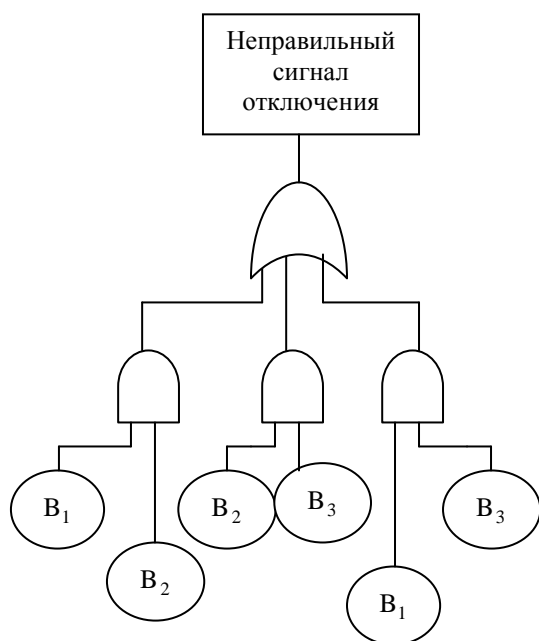 Неправильный
сигнал
отключения
B₁
B₂
B₂
B₃
B₁
B₃